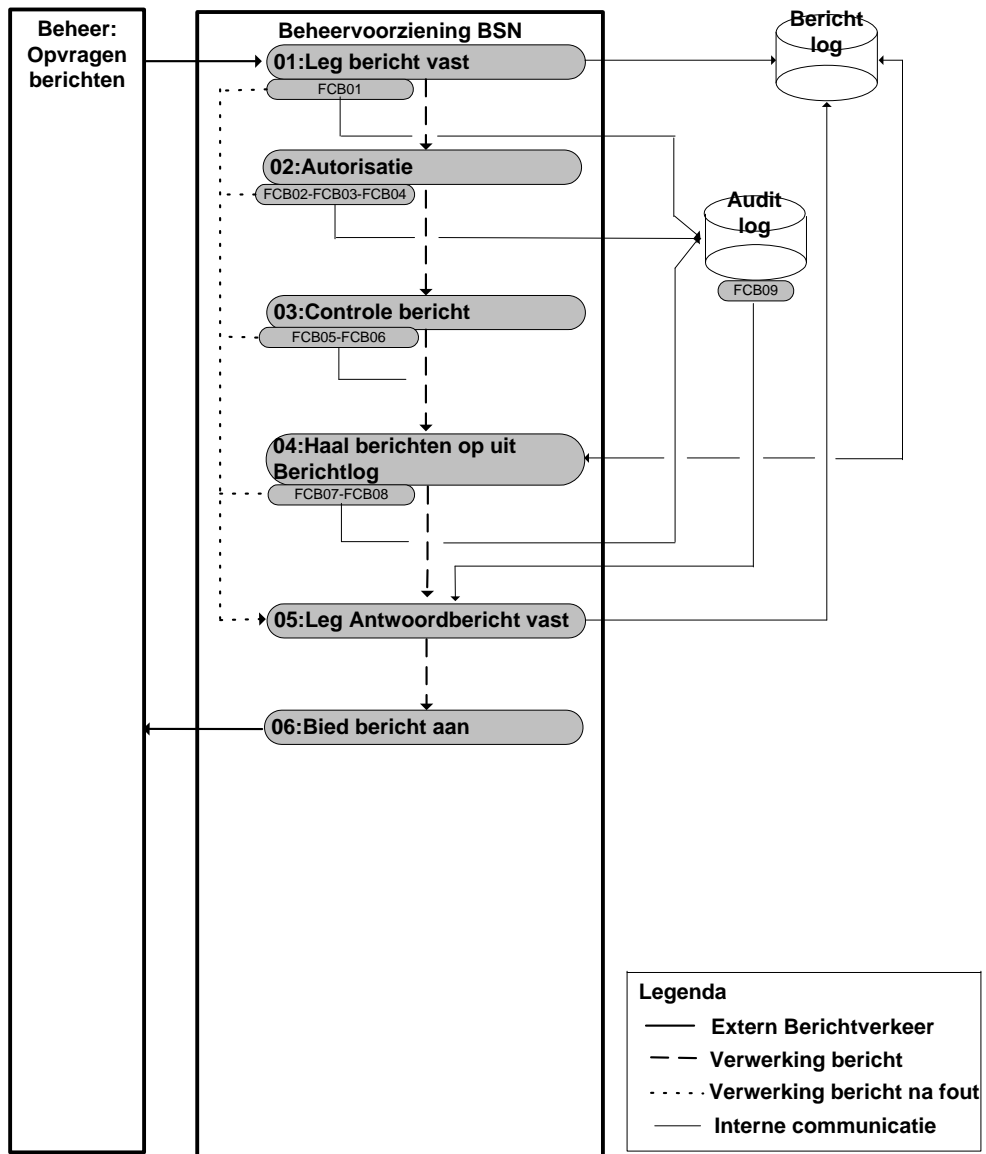 Beheer:
Opvragen
berichten
Beheervoorziening BSN
01:Leg bericht vast
FCB01
02:Autorisatie
FCB02-FCB03-FCB04
03:Controle bericht
FCB05-FCB06
04:Haal berichten op uit
Berichtlog
FCB07-FCB08
05:Leg Antwoordbericht vast
06:Bied bericht aan
Bericht
log
Audit
log
FCB09
Legenda
Extern Berichtverkeer
Verwerking bericht
Verwerking bericht na fout
Interne communicatie